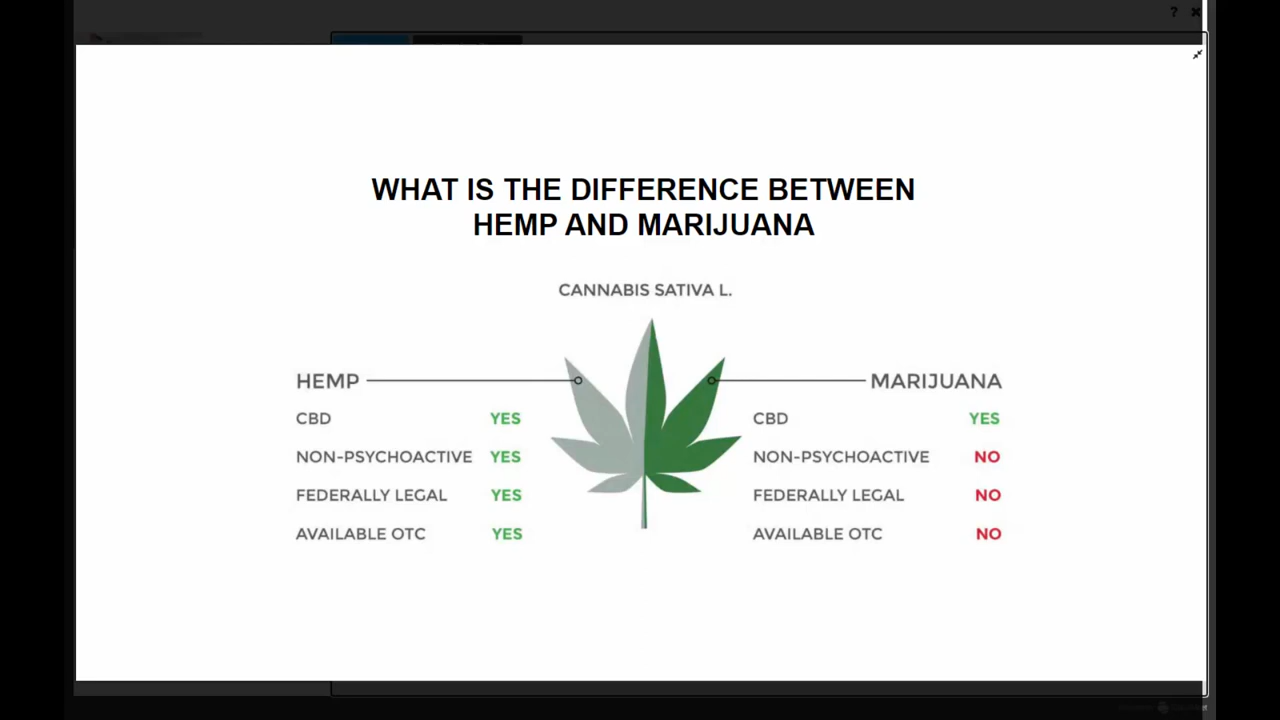 ?
WHAT IS THE DIFFERENCE BETWEEN
HEMP AND MARIJUANA
CANNABIS SATIVA L.
HEMP
CBD YES
NON-PSYCHOACTIVE YES
FEDERALLY LEGAL YES
AVAILABLE OTC YES
MARIJUANA
CBD YES
NON-PSYCHOACTIVE NO
FEDERALLY LEGAL NO
AVAILABLE OTC NO